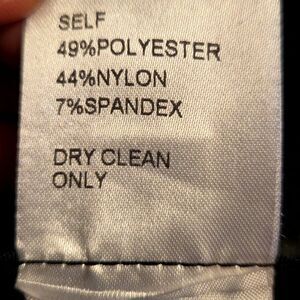 SELF
49%POLYESTER
44%NYLON
7%SPANDEX
DRY CLEAN
ONLY